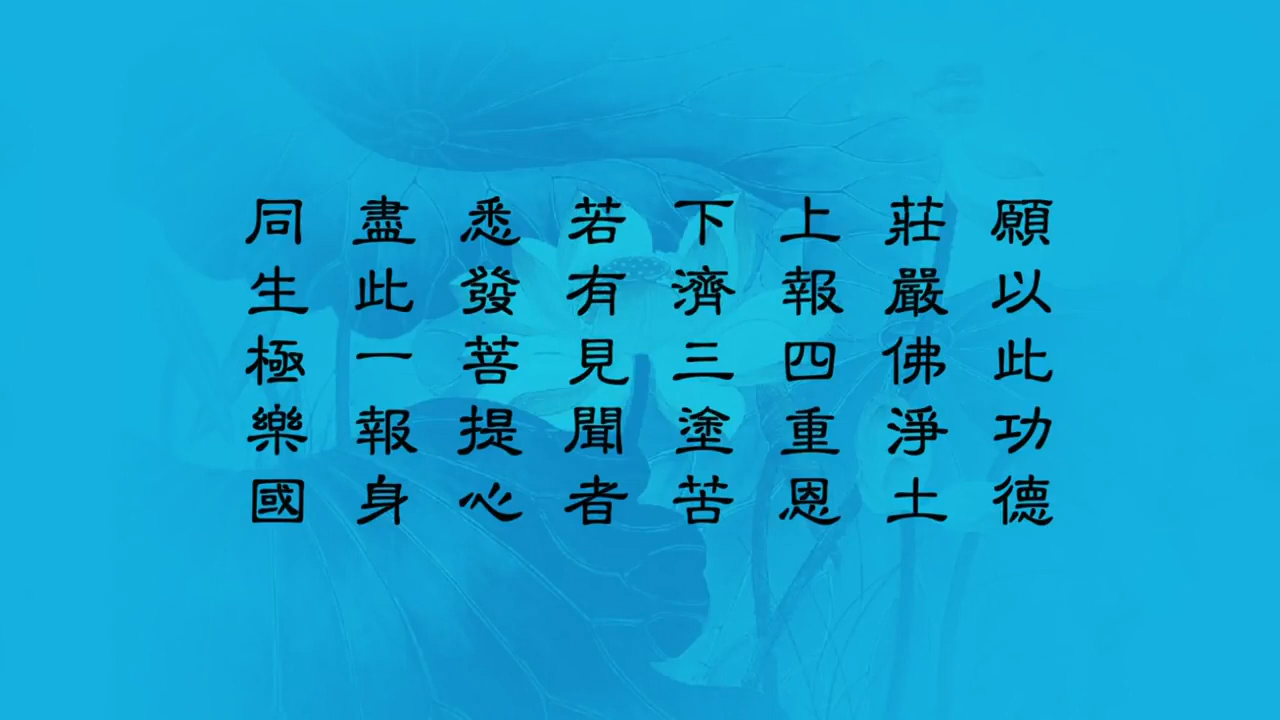 願以此功德
莊嚴佛淨土
上報四重恩
下濟三塗苦
若有見聞者
悉發菩提心
盡此一報身
同生極樂國